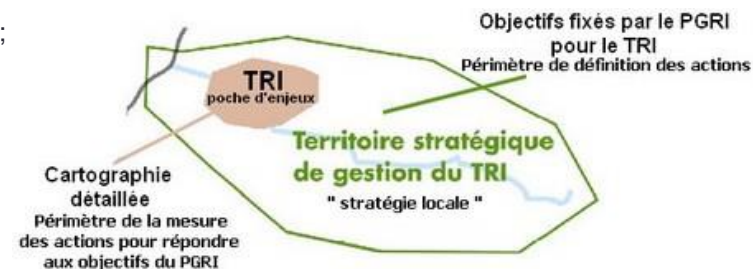 ;
Objectifs fixés par le PGRI
pour le TRI
Périmètre de définition des actions
TRI
poche d'enjeux
Territoire stratégique
de gestion du TRI
" stratégie locale "
Cartographie
détaillée
Périmètre de la mesure
des actions pour répondre
aux objectifs du PGRI